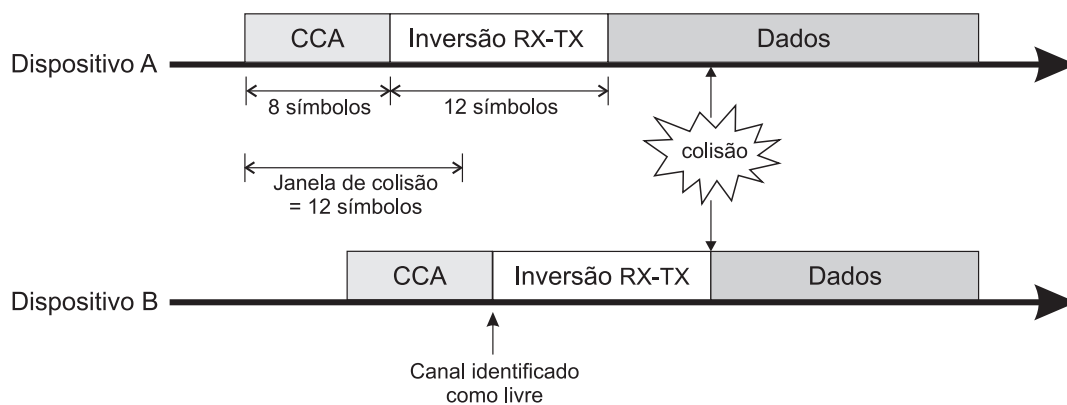 CCA
Inversão RX-TX
Dados
Dispositivo A
8 símbolos
12 símbolos
colisão
Janela de colisão
= 12 símbolos
CCA
Inversão RX-TX
Dados
Dispositivo B
Canal identificado
como livre